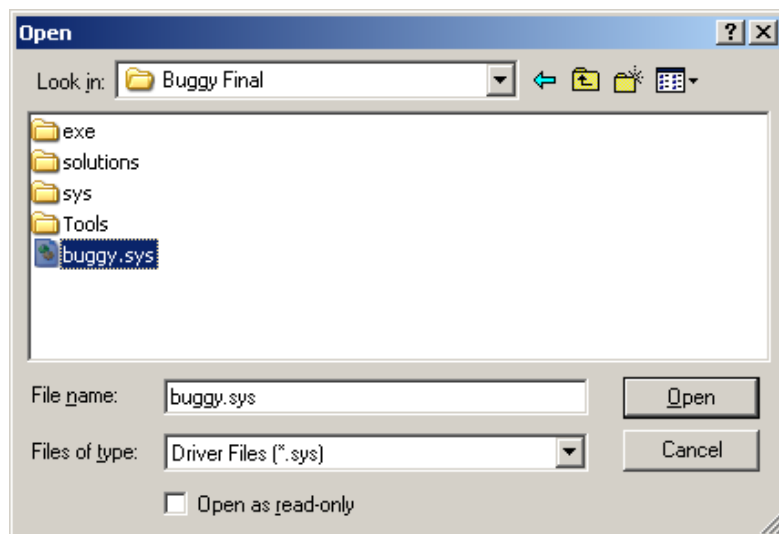 Open
Look in: Buggy Final
exe
solutions
sys
Tools
buggy.sys
File name: buggy.sys Open
Files of type: Driver Files (*.sys) Cancel
Open as read-only